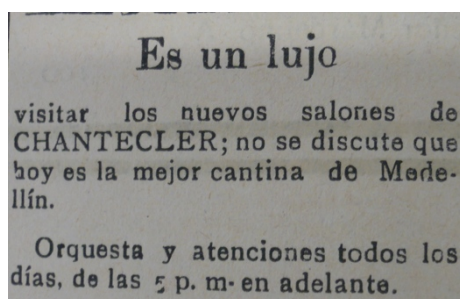 Es un lujo
visitar los nuevos salones de
CHANTECLER; no se discute que
hoy es la mejor cantina de Mede-
llín.
Orquesta y atenciones todos los
días, de las 5 p. m. en adelante.